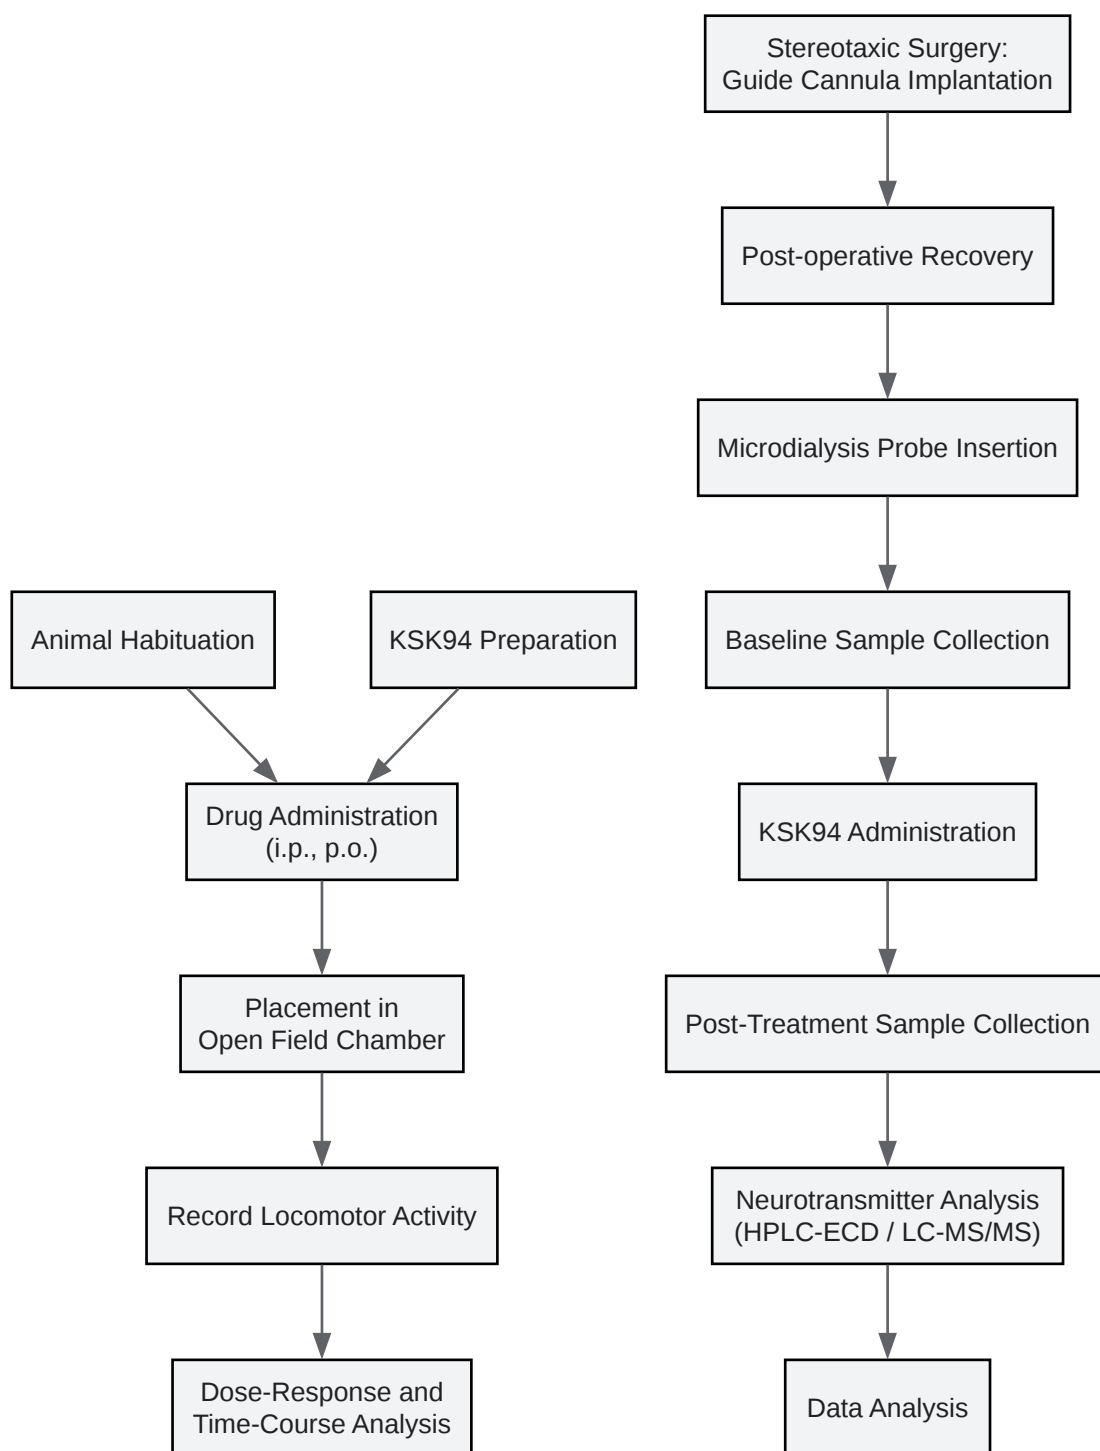 Stereotaxic Surgery:
Guide Cannula Implantation
Post-operative Recovery
Microdialysis Probe Insertion
Animal Habituation
KSK94 Preparation
Baseline Sample Collection
Drug Administration
(i.p., p.o.)
KSK94 Administration
Placement in
Open Field Chamber
Post-Treatment Sample Collection
Record Locomotor Activity
Neurotransmitter Analysis
(HPLC-ECD / LC-MS/MS)
Dose-Response and
Time-Course Analysis
Data Analysis